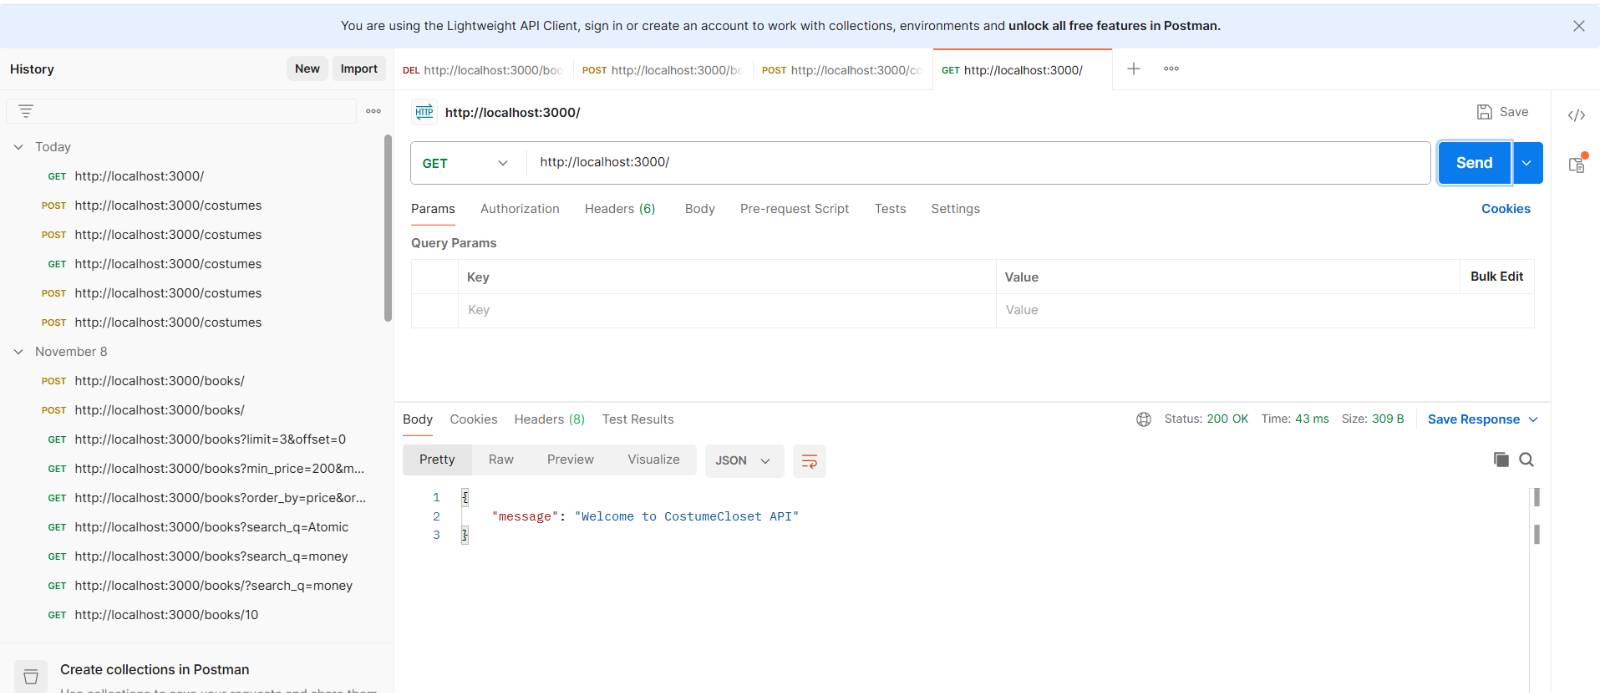 You are using the Lightweight API Client, sign in or create an account to work with collections, environments and unlock all free features in Postman.
History
New
Import
Today
GET http://localhost:3000/
POST http://localhost:3000/costumes
POST http://localhost:3000/costumes
GET http://localhost:3000/costumes
POST http://localhost:3000/costumes
POST http://localhost:3000/costumes
November 8
POST http://localhost:3000/books/
POST http://localhost:3000/books/
GET http://localhost:3000/books?limit=3&offset=0
GET http://localhost:3000/books?min_price=200&m...
GET http://localhost:3000/books?order_by=price&or...
GET http://localhost:3000/books?search_q=Atomic
GET http://localhost:3000/books?search_q=money
GET http://localhost:3000/books/?search_q=money
GET http://localhost:3000/books/10
Create collections in Postman
Use collections to save your requests and share them
DEL http://localhost:3000/boo
POST http://localhost:3000/b
POST http://localhost:3000/co
GET http://localhost:3000/
HTTP http://localhost:3000/
Save
GET http://localhost:3000/
Send
Params Authorization Headers (6) Body Pre-request Script Tests Settings Cookies
Query Params
Key Value Bulk Edit
Key Value
Body Cookies Headers (8) Test Results Status: 200 OK Time: 43 ms Size: 309 B Save Response
Pretty Raw Preview Visualize JSON
1 {
2 "message": "Welcome to CostumeCloset API"
3 }